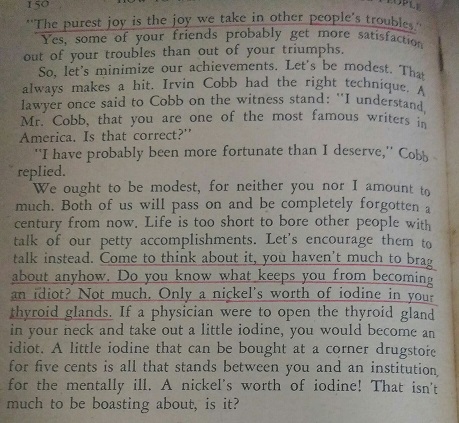 150 HOW TO PEOPLE
"The purest joy is the joy we take in other people's troubles."
Yes, some of your friends probably get more satisfaction
out of your troubles than out of your triumphs.
So, let's minimize our achievements. Let's be modest. That
always makes a hit. Irvin Cobb had the right technique. A
lawyer once said to Cobb on the witness stand: "I understand,
Mr. Cobb, that you are one of the most famous writers in
America. Is that correct?"
"I have probably been more fortunate than I deserve," Cobb
replied.
We ought to be modest, for neither you nor I amount to
much. Both of us will pass on and be completely forgotten a
century from now. Life is too short to bore other people with
talk of our petty accomplishments. Let's encourage them to
talk instead. Come to think about it, you haven't much to brag
about anyhow. Do you know what keeps you from becoming
an idiot? Not much. Only a nickel's worth of iodine in your
thyroid glands. If a physician were to open the thyroid gland
in your neck and take out a little iodine, you would become an
idiot. A little iodine that can be bought at a corner drugstore
for five cents is all that stands between you and an institution
for the mentally ill. A nickel's worth of iodine! That isn't
much to be boasting about, is it?